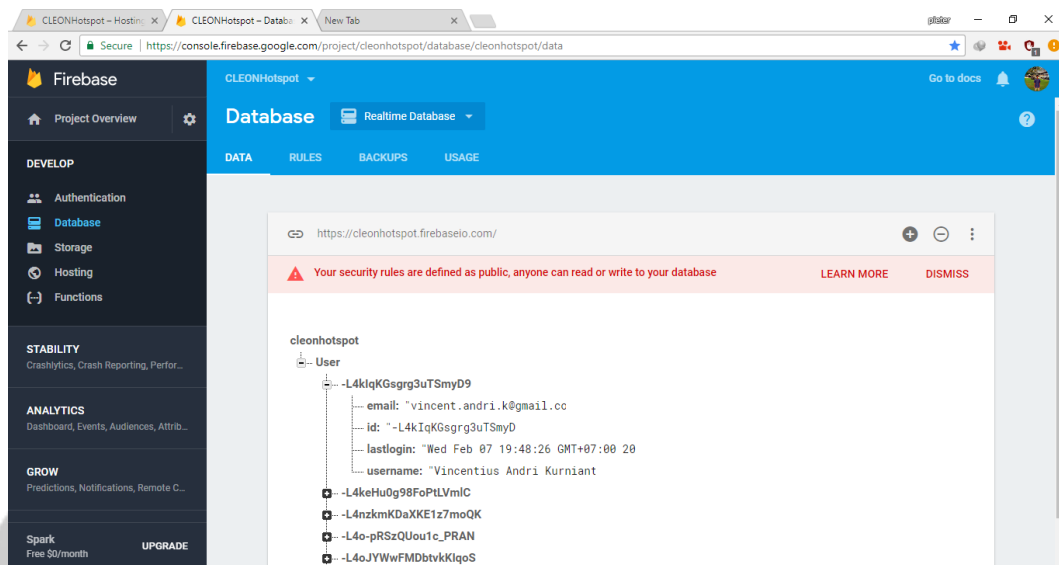 CLEONHotspot – Hosting
CLEONHotspot – Databa
New Tab
pieter
Secure
https://console.firebase.google.com/project/cleonhotspot/database/cleonhotspot/data
Firebase
CLEONHotspot
Go to docs
Project Overview
Database
Realtime Database
DEVELOP
DATA
RULES
BACKUPS
USAGE
Authentication
Database
Storage
Hosting
Functions
https://cleonhotspot.firebaseio.com/
Your security rules are defined as public, anyone can read or write to your database
LEARN MORE
DISMISS
STABILITY
Crashlytics, Crash Reporting, Perfor...
ANALYTICS
Dashboard, Events, Audiences, Attrib...
GROW
Predictions, Notifications, Remote C...
Spark
Free $0/month
UPGRADE
cleonhotspot
User
-L4kIqKGsgrg3uTSmyD9
email: "vincent.andri.k@gmail.cc
id: "-L4kIqKGsgrg3uTSmyD
lastlogin: "Wed Feb 07 19:48:26 GMT+07:00 20
username: "Vincentius Andri Kurniant
-L4keHu0g98FoPtLVmlC
-L4nzkmKDaXKE1z7moQK
-L4o-pRSzQUou1c_PRAN
-L4oJYWwFMDbtvkKlqoS